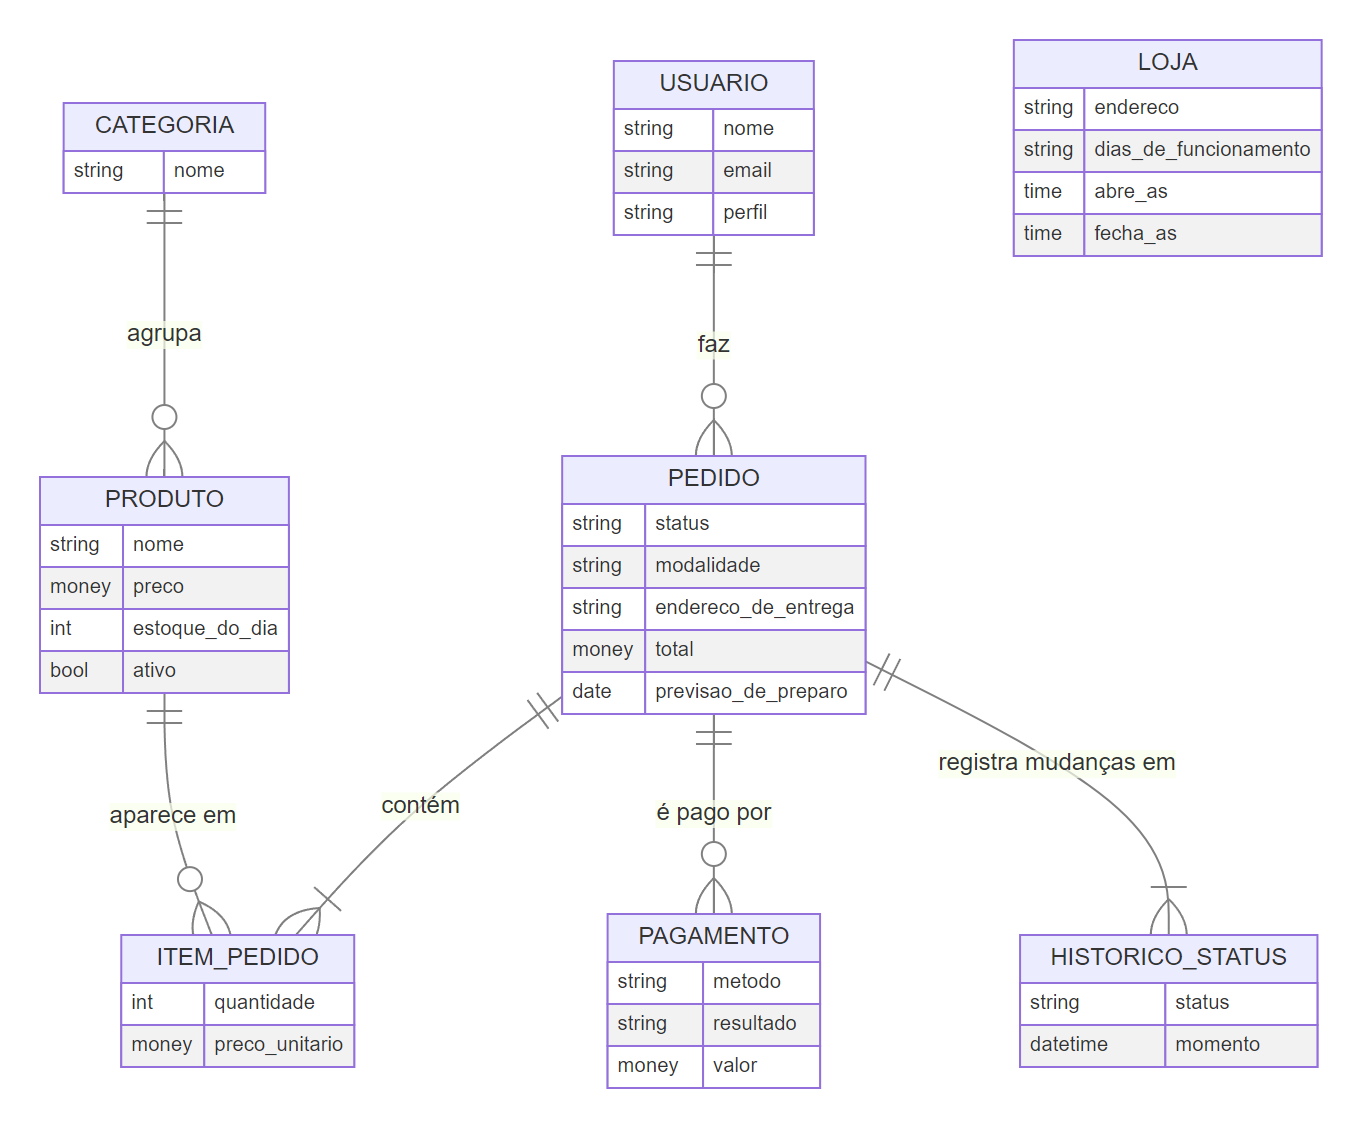 CATEGORIA
string nome
USUARIO
string nome
string email
string perfil
LOJA
string endereco
string dias_de_funcionamento
time abre_as
time fecha_as
agrupa
faz
PRODUTO
string nome
money preco
int estoque_do_dia
bool ativo
PEDIDO
string status
string modalidade
string endereco_de_entrega
money total
date previsao_de_preparo
aparece em
contém
é pago por
registra mudanças em
ITEM_PEDIDO
int quantidade
money preco_unitario
PAGAMENTO
string metodo
string resultado
money valor
HISTORICO_STATUS
string status
datetime momento